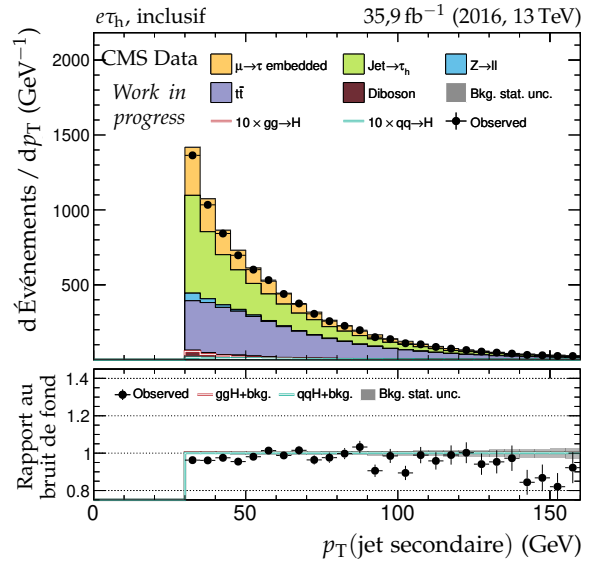 eτh, inclusif 35,9 fb−1 (2016, 13 TeV)
CMS Data
Work in
progress
μ→τ embedded Jet→τh Z→ll
tt̄ Diboson Bkg. stat. unc.
10 × gg→H 10 × qq→H Observed
d Événements / dpT (GeV−1)
2000
1500
1000
500
Observed ggH+bkg. qqH+bkg. Bkg. stat. unc.
Rapport au
bruit de fond
1.4
1.2
1
0.8
0 50 100 150
pT(jet secondaire) (GeV)